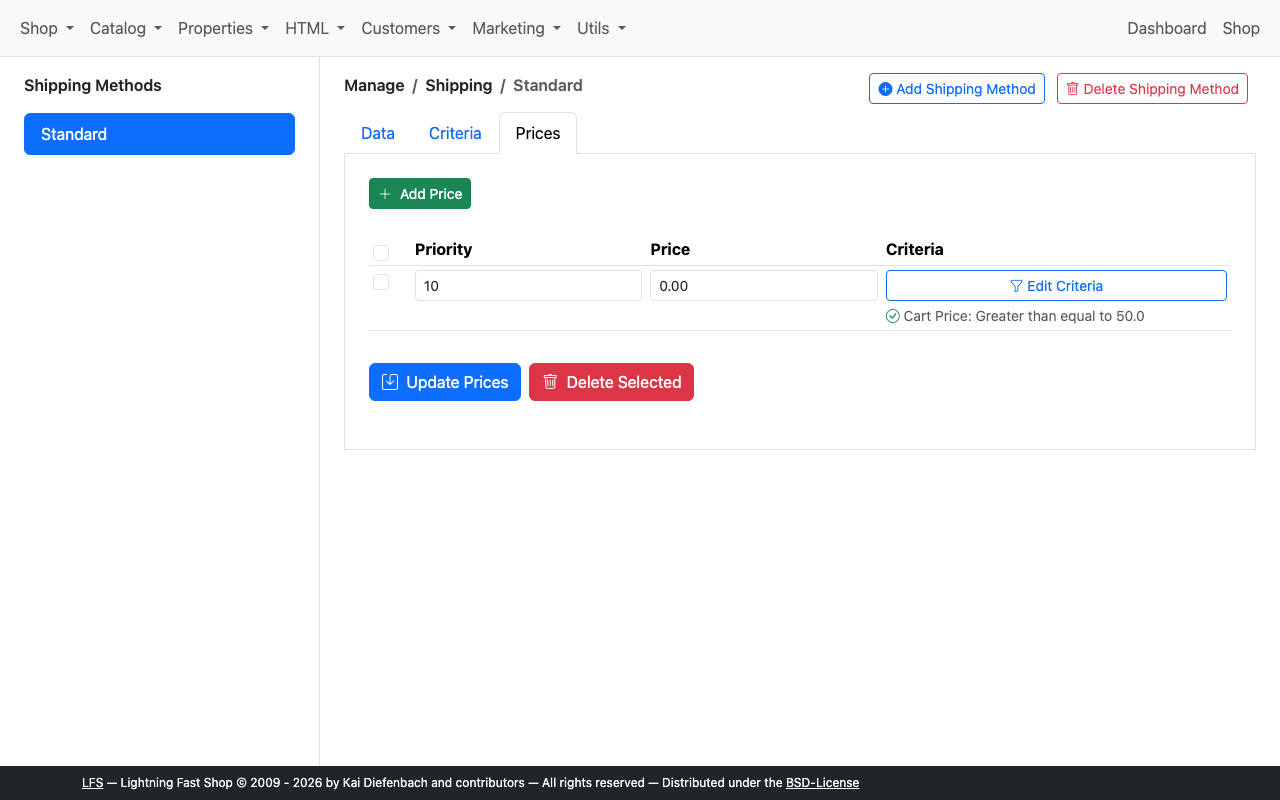 Shop Catalog Properties HTML Customers Marketing Utils Dashboard Shop
Shipping Methods
Standard
Manage / Shipping / Standard
Add Shipping Method
Delete Shipping Method
Data Criteria Prices
Add Price
Priority Price Criteria
10 0.00 Edit Criteria
Cart Price: Greater than equal to 50.0
Update Prices Delete Selected
LFS — Lightning Fast Shop © 2009 - 2026 by Kai Diefenbach and contributors — All rights reserved — Distributed under the BSD-License